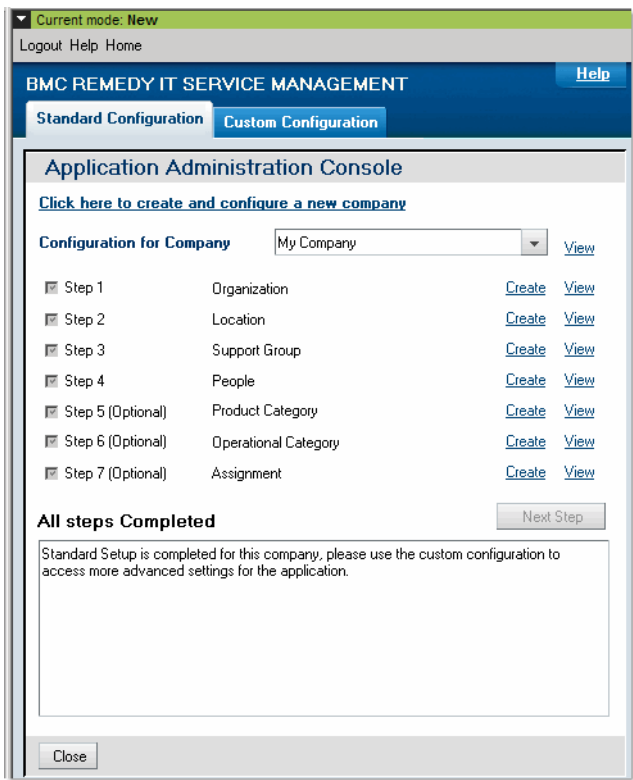 Current mode: New
Logout Help Home
BMC REMEDY IT SERVICE MANAGEMENT
Help
Standard Configuration
Custom Configuration
Application Administration Console
Click here to create and configure a new company
Configuration for Company My Company View
Step 1 Organization Create View
Step 2 Location Create View
Step 3 Support Group Create View
Step 4 People Create View
Step 5 (Optional) Product Category Create View
Step 6 (Optional) Operational Category Create View
Step 7 (Optional) Assignment Create View
All steps Completed Next Step
Standard Setup is completed for this company, please use the custom configuration to
access more advanced settings for the application.
Close